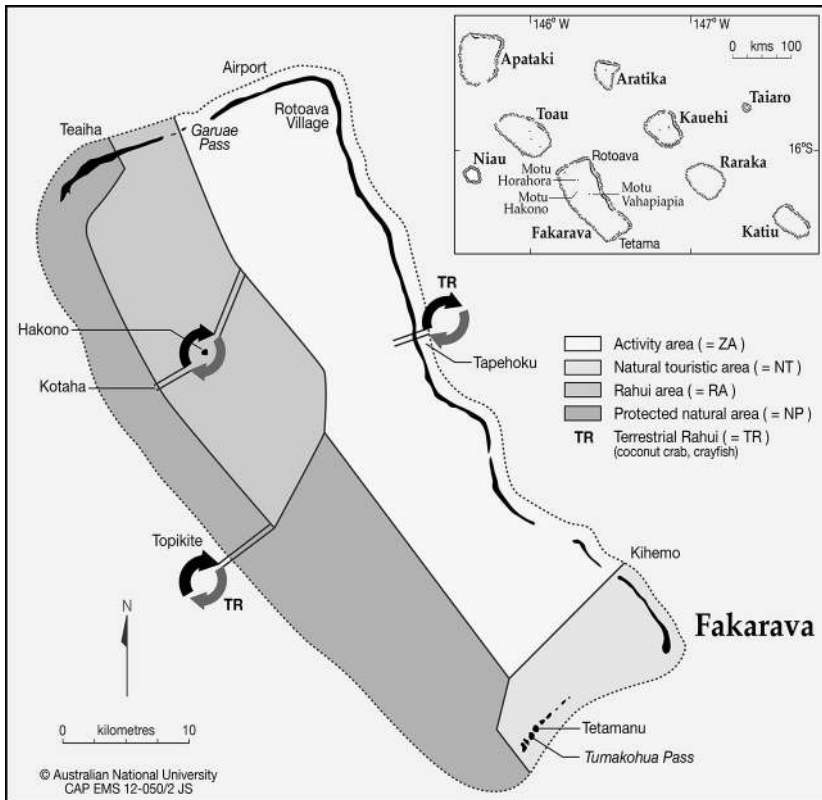 Airport
Rotoava
Village
Teaiha
Garuae
Pass
146° W
147° W
0 kms 100
Apataki
Aratika
Taiaro
Toau
Kauehi
16°S
Niau
Rotoava
Motu
Horahora
Motu
Hakono
Motu
Vahapiapia
Raraka
Fakarava
Tetama
Katiu
TR
Hakono
Kotaha
Tapehoku
Activity area ( = ZA )
Natural touristic area ( = NT )
Rahui area ( = RA )
Protected natural area ( = NP )
TR Terrestrial Rahui ( = TR )
(coconut crab, crayfish)
Topikite
TR
Kihemo
Fakarava
N
0 kilometres 10
Tetamanu
Tumakohua Pass
© Australian National University
CAP EMS 12-050/2 JS